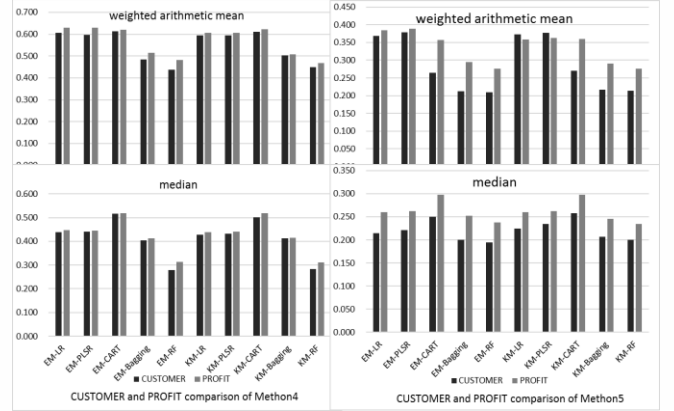 weighted arithmetic mean
0.700
0.600
0.500
0.400
0.300
0.200
0.100
0.000
median
0.600
0.500
0.400
0.300
0.200
0.100
0.000
EM-LR
EM-PLSR
EM-CART
EM-Bagging
EM-RF
KM-LR
KM-PLSR
KM-CART
KM-Bagging
KM-RF
CUSTOMER PROFIT
CUSTOMER and PROFIT comparison of Methon4
weighted arithmetic mean
0.450
0.400
0.350
0.300
0.250
0.200
0.150
0.100
0.050
median
0.350
0.300
0.250
0.200
0.150
0.100
0.050
0.000
EM-LR
EM-PLSR
EM-CART
EM-Bagging
EM-RF
KM-LR
KM-PLSR
KM-CART
KM-Bagging
KM-RF
CUSTOMER PROFIT
CUSTOMER and PROFIT comparison of Methon5